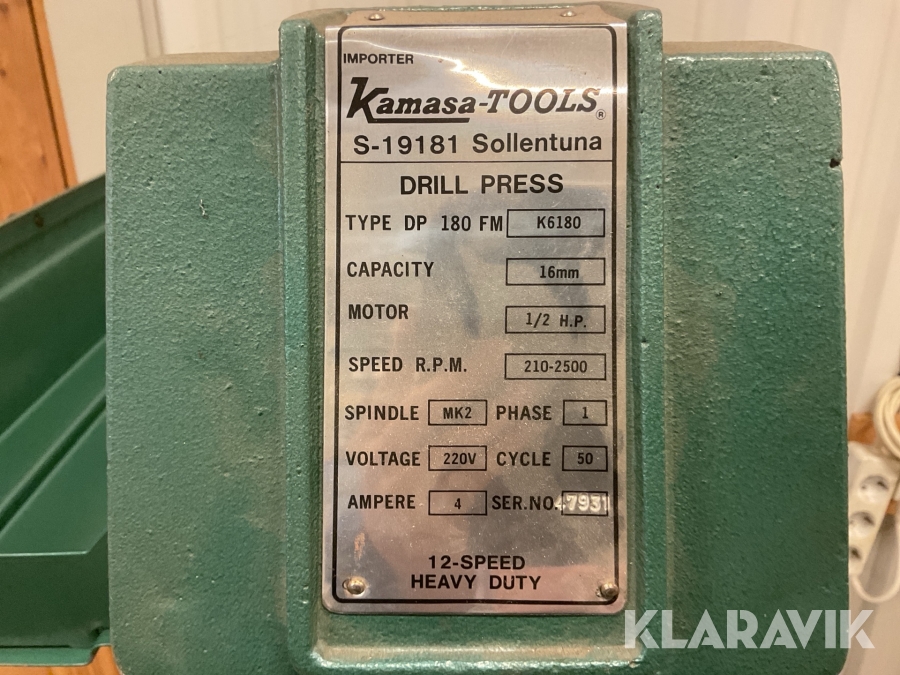 IMPORTER
Kamasa-TOOLS®
S-19181 Sollentuna
DRILL PRESS
TYPE DP 180 FM K6180
CAPACITY 16mm
MOTOR 1/2 H.P.
SPEED R.P.M. 210-2500
SPINDLE MK2 PHASE 1
VOLTAGE 220V CYCLE 50
AMPERE 4 SER.NO. 47931
12-SPEED
HEAVY DUTY
KLARAVIK